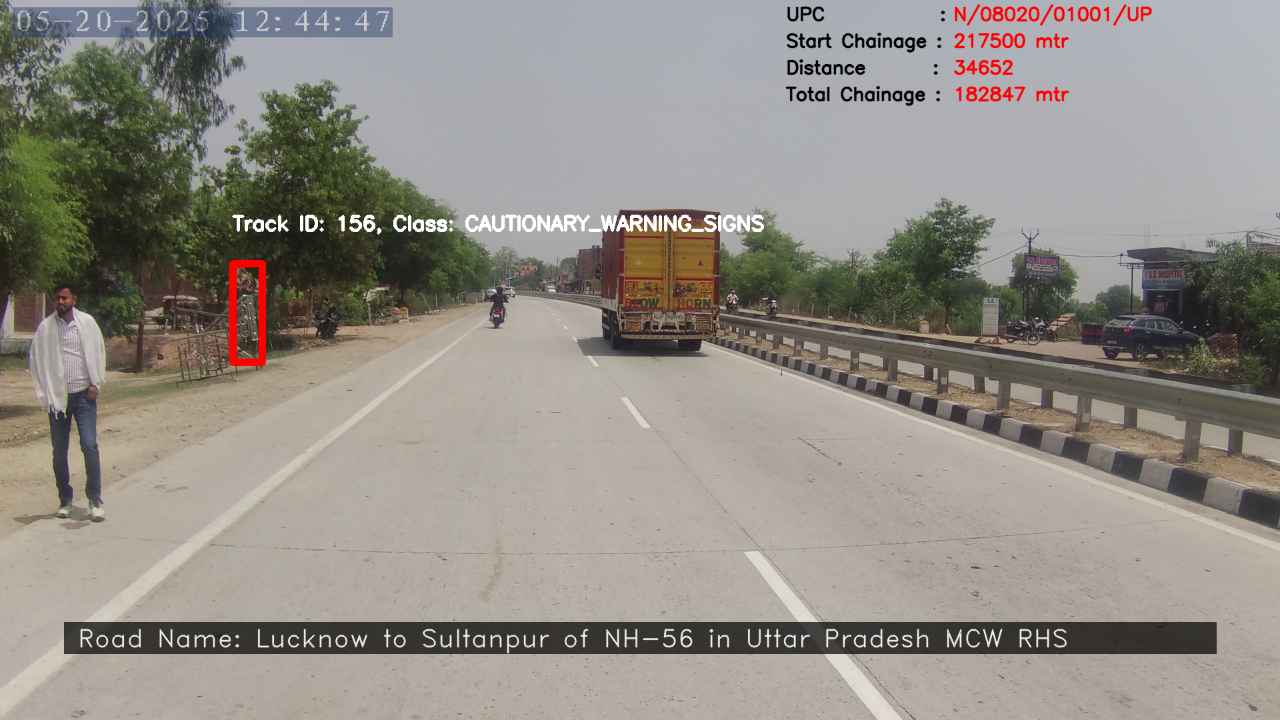 05-20-2025 12:44:47
UPC : N/08020/01001/UP
Start Chainage : 217500 mtr
Distance : 34652
Total Chainage : 182847 mtr
Track ID: 156, Class: CAUTIONARY_WARNING_SIGNS
HORN
Road Name: Lucknow to Sultanpur of NH-56 in Uttar Pradesh MCW RHS